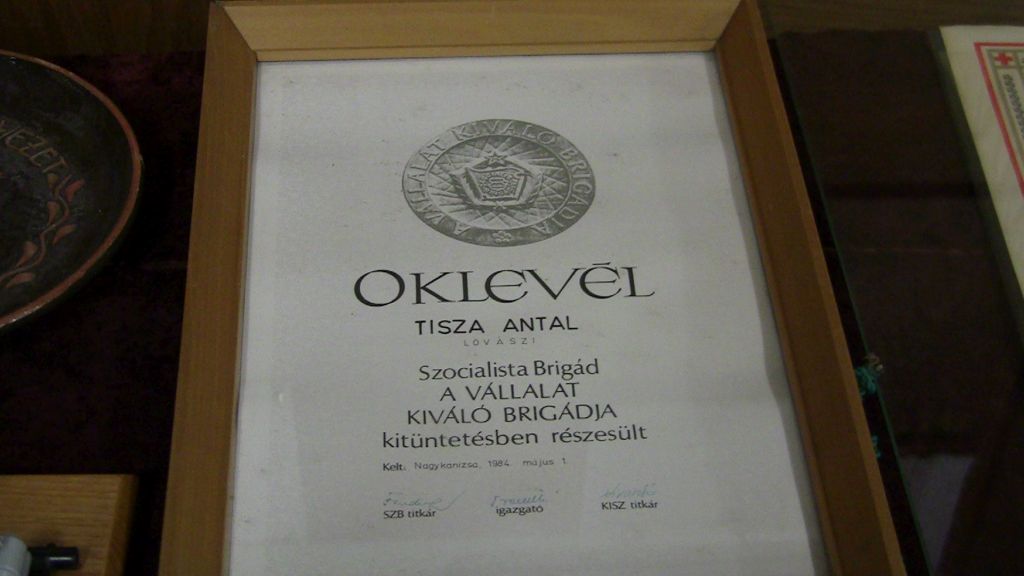 A VÁLLALAT KIVÁLÓ BRIGÁDJA
OKLEVÉL
TISZA ANTAL
LOVÁSZI
Szocialista Brigád
A VÁLLALAT
KIVÁLÓ BRIGÁDJA
kitüntetésben részesült
Kelt. Nagykanizsa, 1984. május 1.
SZB titkár
igazgató
KISZ titkár